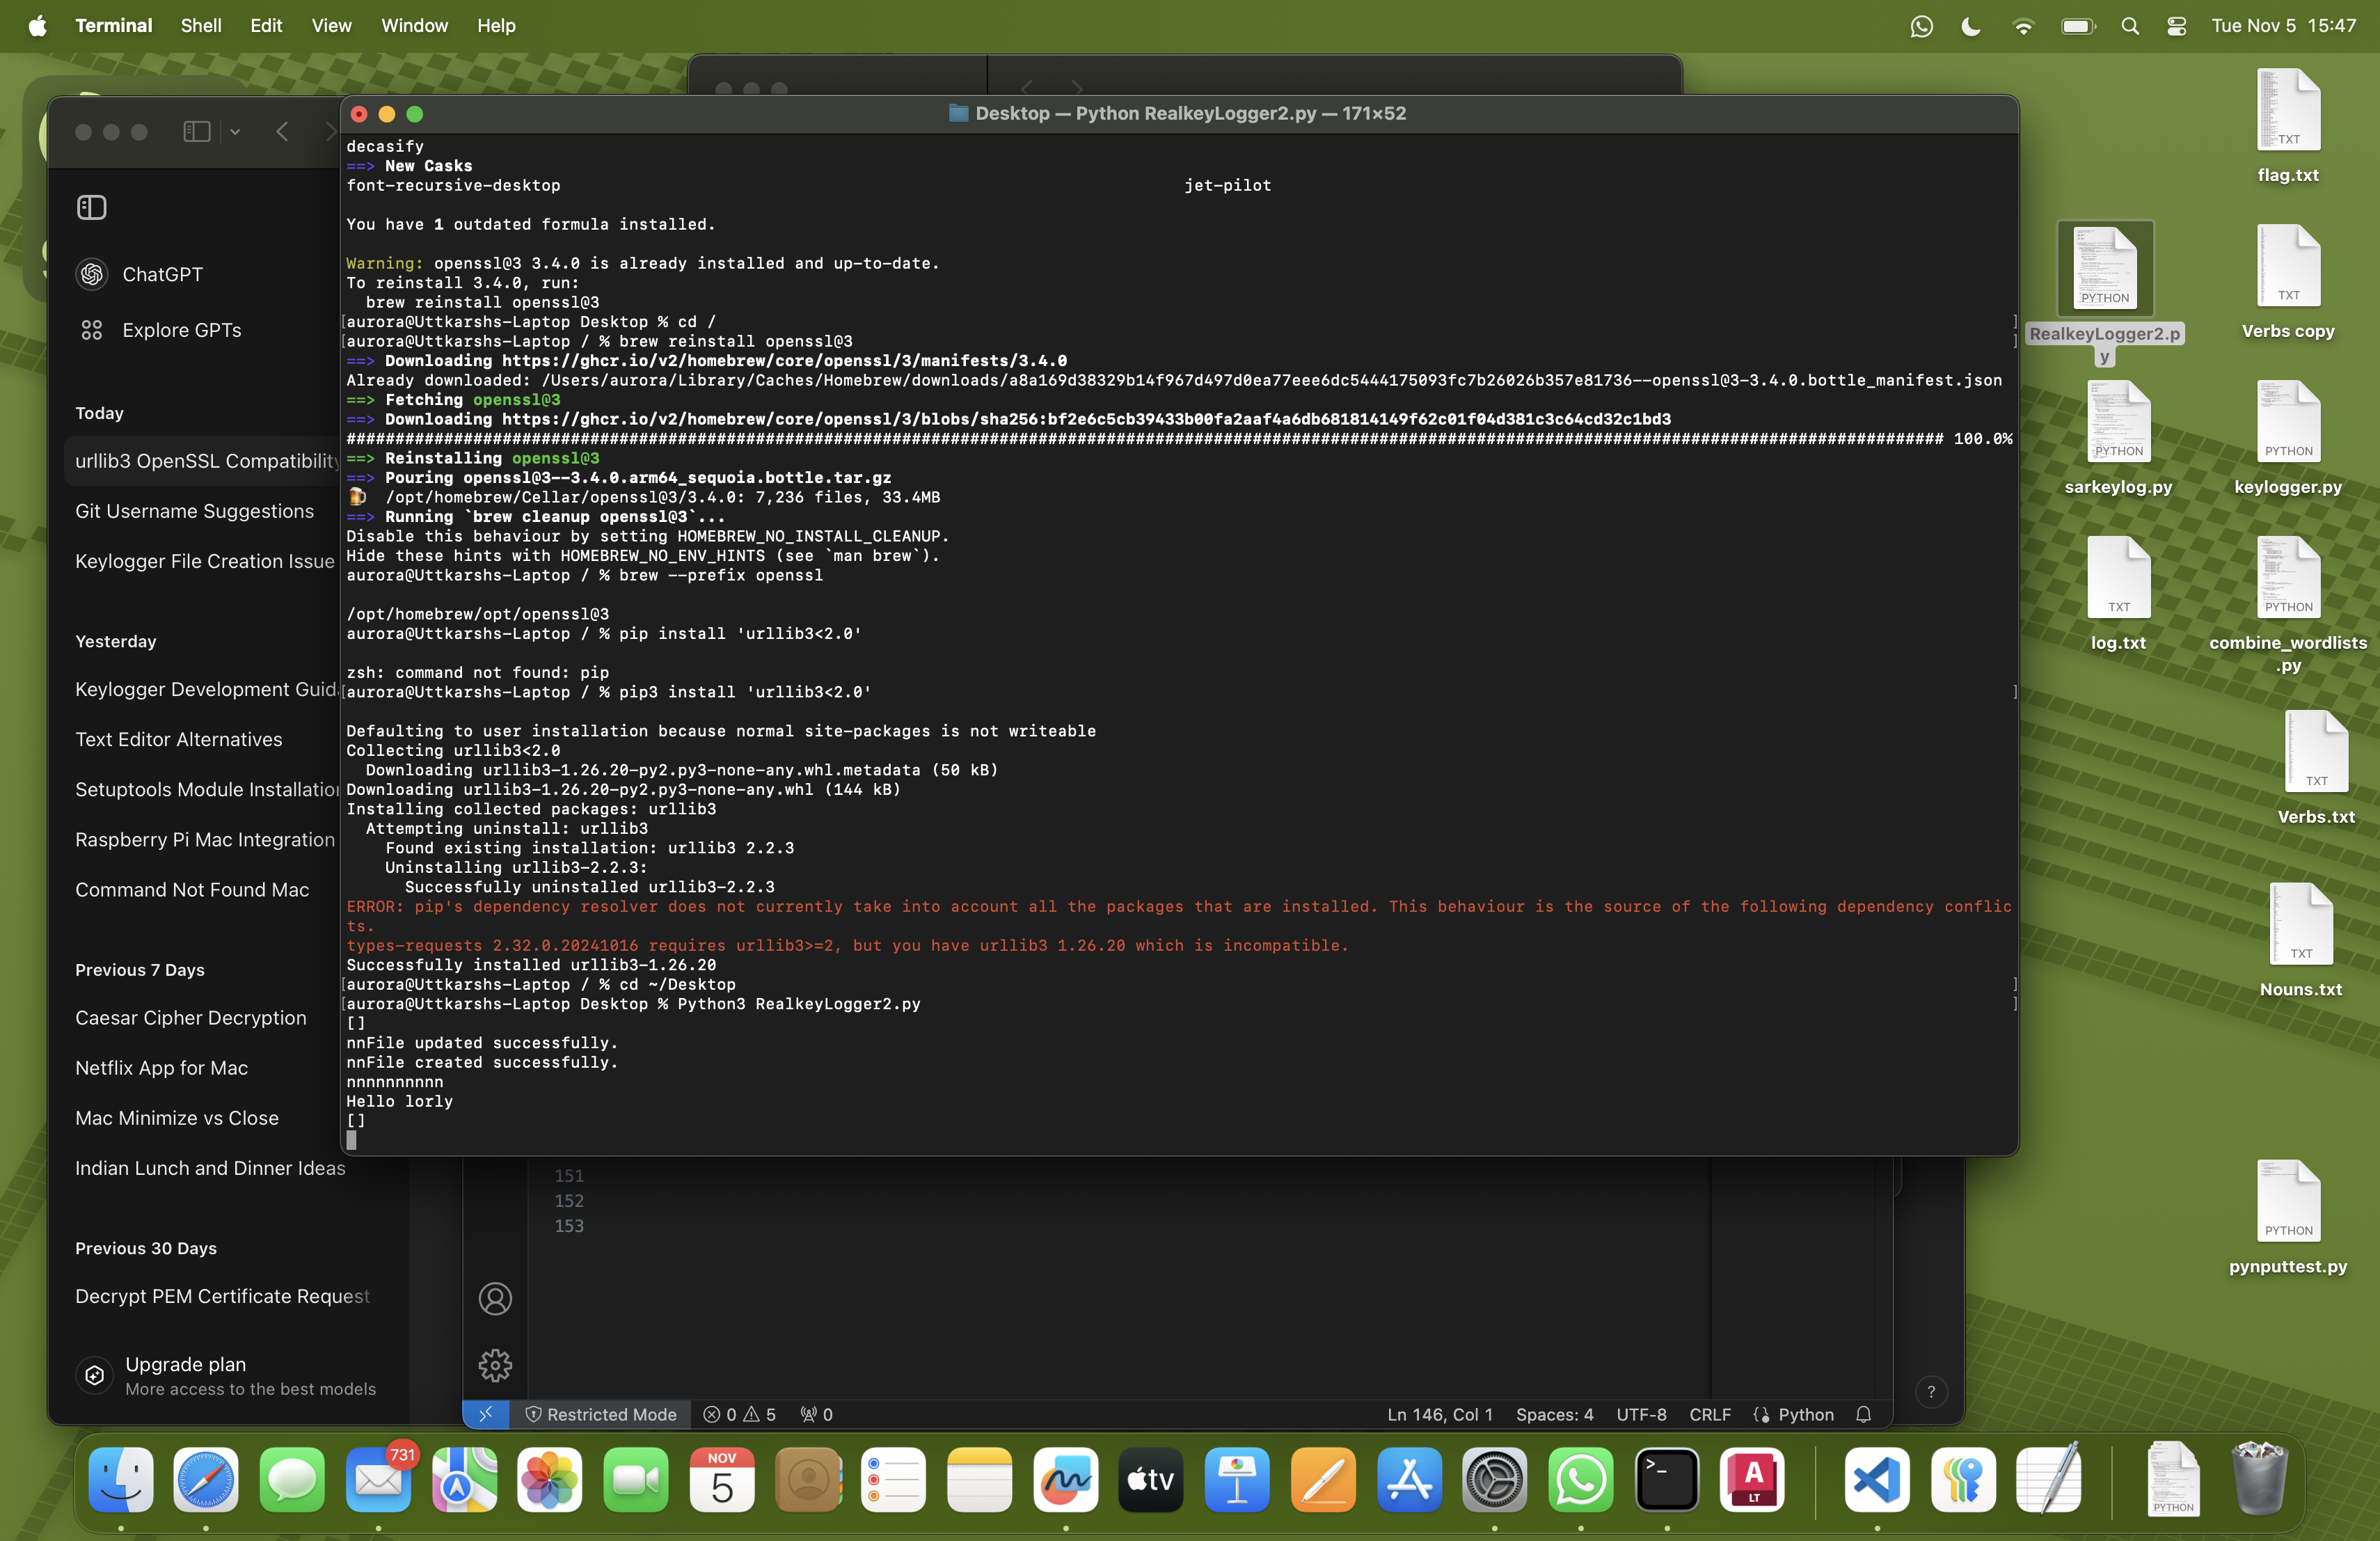 Terminal Shell Edit View Window Help Tue Nov 5 15:47
Desktop — Python RealkeyLogger2.py — 171×52
decasify
==> New Casks
font-recursive-desktop jet-pilot
You have 1 outdated formula installed.
Warning: openssl@3 3.4.0 is already installed and up-to-date.
To reinstall 3.4.0, run:
brew reinstall openssl@3
[aurora@Uttkarshs-Laptop Desktop % cd / ]
[aurora@Uttkarshs-Laptop / % brew reinstall openssl@3 ]
==> Downloading https://ghcr.io/v2/homebrew/core/openssl/3/manifests/3.4.0
Already downloaded: /Users/aurora/Library/Caches/Homebrew/downloads/a8a169d38329b14f967d497d0ea77eee6dc5444175093fc7b26026b357e81736--openssl@3-3.4.0.bottle_manifest.json
==> Fetching openssl@3
==> Downloading https://ghcr.io/v2/homebrew/core/openssl/3/blobs/sha256:bf2e6c5cb39433b00fa2aaf4a6db681814149f62c01f04d381c3c64cd32c1bd3
100.0%
==> Reinstalling openssl@3
==> Pouring openssl@3--3.4.0.arm64_sequoia.bottle.tar.gz
🍺 /opt/homebrew/Cellar/openssl@3/3.4.0: 7,236 files, 33.4MB
==> Running `brew cleanup openssl@3`...
Disable this behaviour by setting HOMEBREW_NO_INSTALL_CLEANUP.
Hide these hints with HOMEBREW_NO_ENV_HINTS (see `man brew`).
aurora@Uttkarshs-Laptop / % brew --prefix openssl
/opt/homebrew/opt/openssl@3
aurora@Uttkarshs-Laptop / % pip install 'urllib3<2.0'
zsh: command not found: pip
[aurora@Uttkarshs-Laptop / % pip3 install 'urllib3<2.0' ]
Defaulting to user installation because normal site-packages is not writeable
Collecting urllib3<2.0
Downloading urllib3-1.26.20-py2.py3-none-any.whl.metadata (50 kB)
Downloading urllib3-1.26.20-py2.py3-none-any.whl (144 kB)
Installing collected packages: urllib3
Attempting uninstall: urllib3
Found existing installation: urllib3 2.2.3
Uninstalling urllib3-2.2.3:
Successfully uninstalled urllib3-2.2.3
ERROR: pip's dependency resolver does not currently take into account all the packages that are installed. This behaviour is the source of the following dependency conflic
ts.
types-requests 2.32.0.20241016 requires urllib3>=2, but you have urllib3 1.26.20 which is incompatible.
Successfully installed urllib3-1.26.20
[aurora@Uttkarshs-Laptop / % cd ~/Desktop ]
[aurora@Uttkarshs-Laptop Desktop % Python3 RealkeyLogger2.py ]
[]
nnFile updated successfully.
nnFile created successfully.
nnnnnnnnnn
Hello lorly
[]
ChatGPT
Explore GPTs
Today
urllib3 OpenSSL Compatibility
Git Username Suggestions
Keylogger File Creation Issue
Yesterday
Keylogger Development Guid
Text Editor Alternatives
Setuptools Module Installatio
Raspberry Pi Mac Integration
Command Not Found Mac
Previous 7 Days
Caesar Cipher Decryption
Netflix App for Mac
Mac Minimize vs Close
Indian Lunch and Dinner Ideas
Previous 30 Days
Decrypt PEM Certificate Request
Upgrade plan
More access to the best models
151
152
153
Restricted Mode 0 5 0 Ln 146, Col 1 Spaces: 4 UTF-8 CRLF Python
?
TXT
flag.txt
PYTHON
RealkeyLogger2.p
y
TXT
Verbs copy
PYTHON
sarkeylog.py
PYTHON
keylogger.py
TXT
log.txt
PYTHON
combine_wordlists
.py
TXT
Verbs.txt
TXT
Nouns.txt
PYTHON
pynputtest.py
731
NOV
5
tv
>_
A
LT
PYTHON